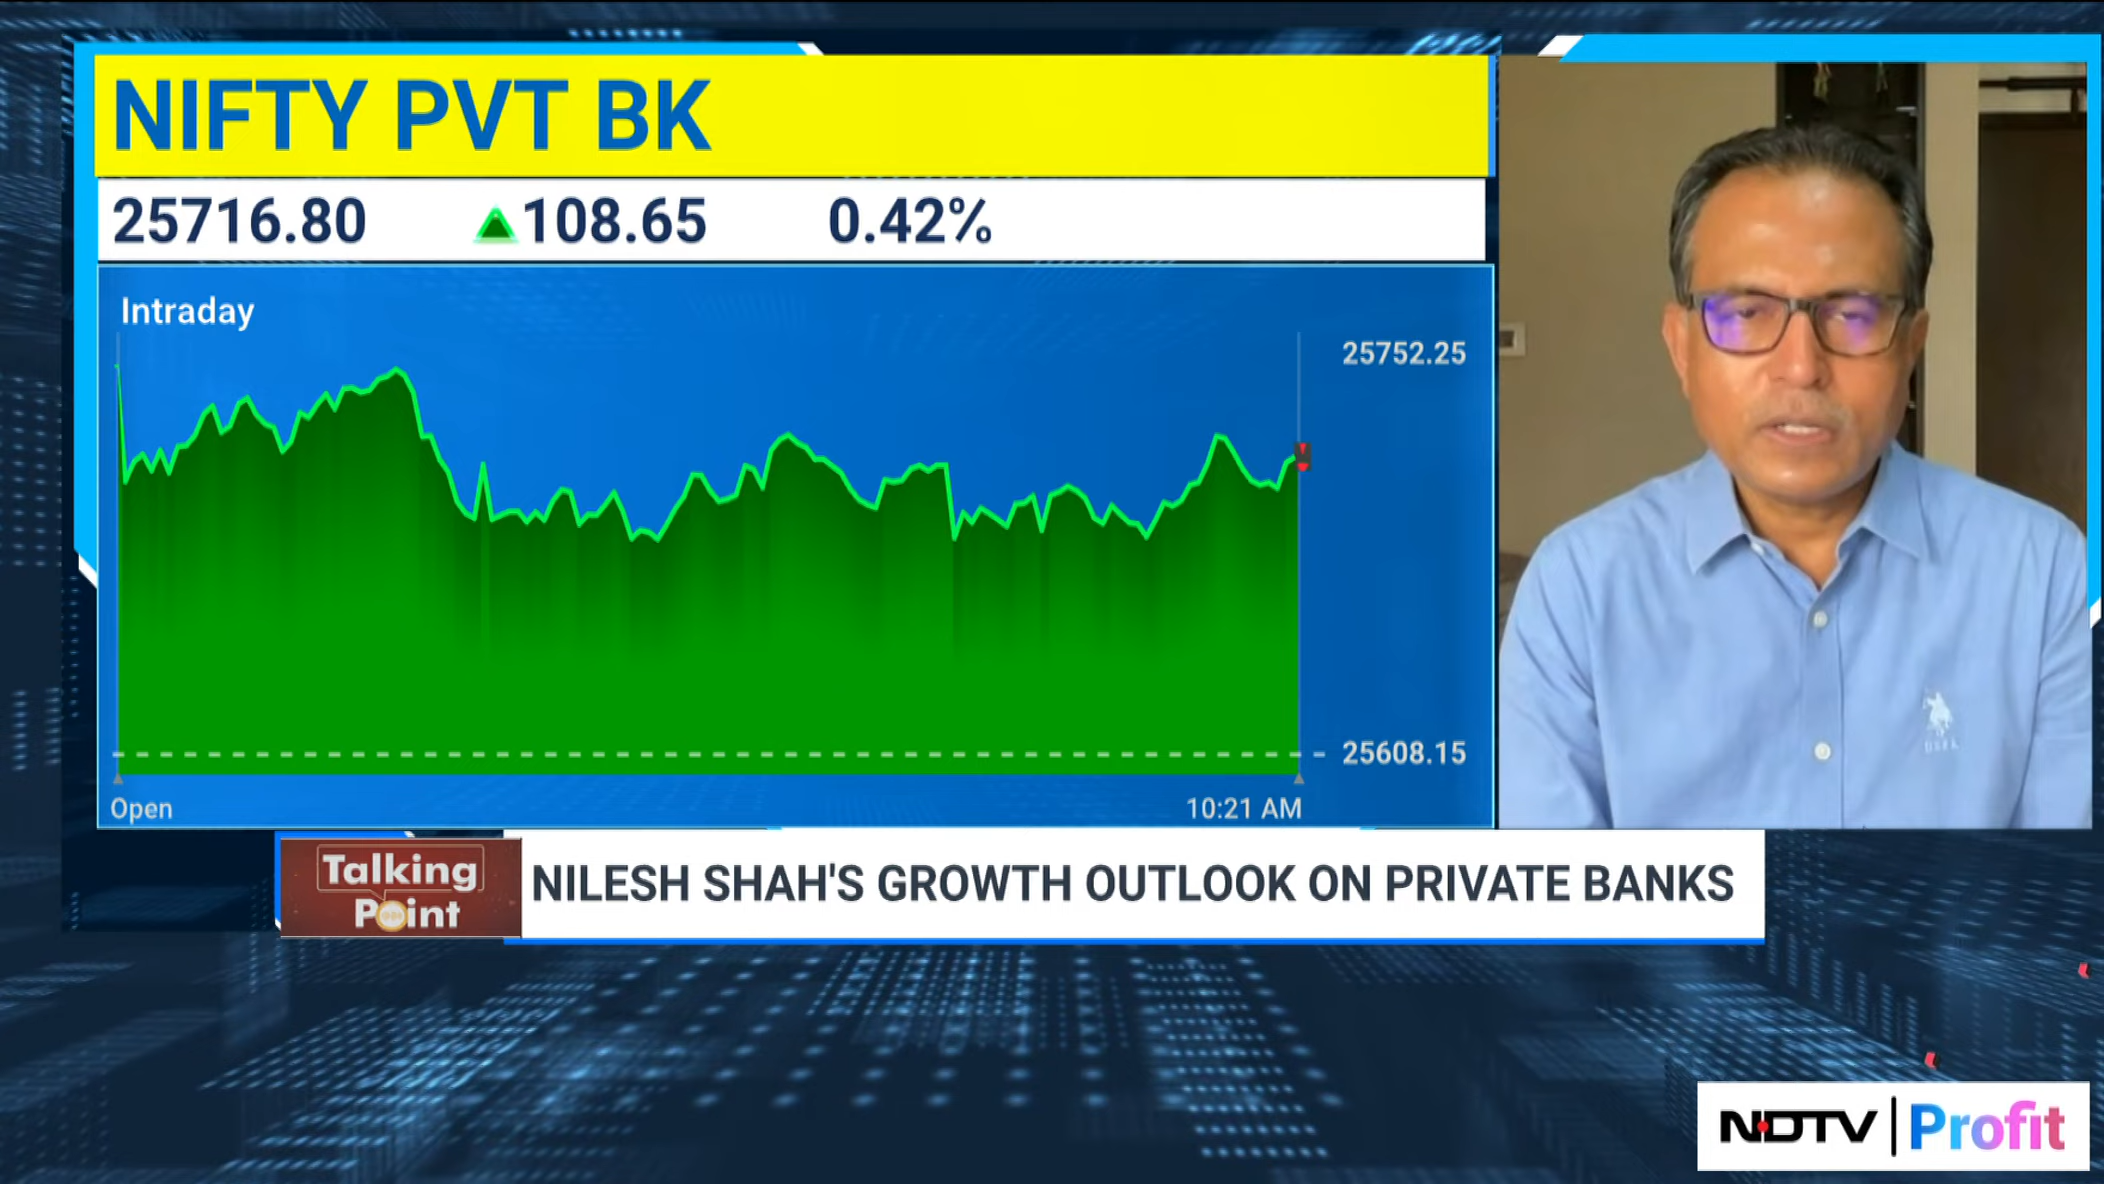 NIFTY PVT BK
25716.80 ▲108.65 0.42%
Intraday
25752.25
25608.15
Open 10:21 AM
Talking
Point
NILESH SHAH'S GROWTH OUTLOOK ON PRIVATE BANKS
NDTV | Profit